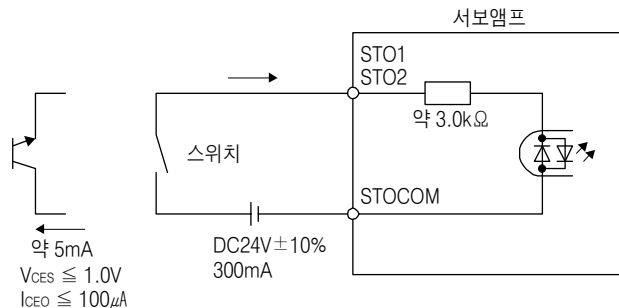 서보앰프
STO1
STO2
약 3.0kΩ
스위치
STOCOM
약 5mA
VCES ≦ 1.0V
ICEO ≦ 100μA
DC24V±10%
300mA